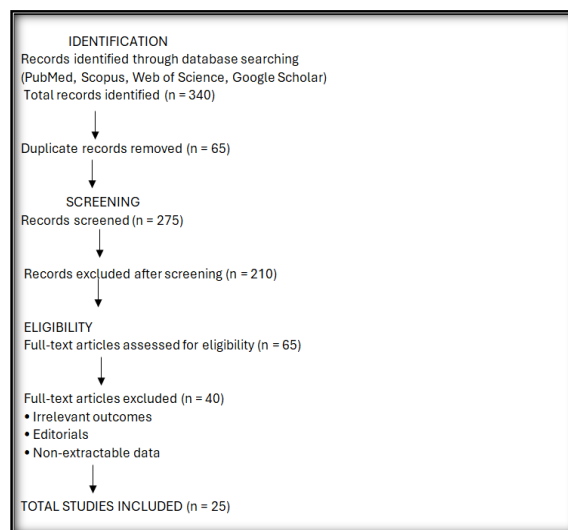 IDENTIFICATION
Records identified through database searching
(PubMed, Scopus, Web of Science, Google Scholar)
Total records identified (n = 340)
Duplicate records removed (n = 65)
SCREENING
Records screened (n = 275)
Records excluded after screening (n = 210)
ELIGIBILITY
Full-text articles assessed for eligibility (n = 65)
Full-text articles excluded (n = 40)
• Irrelevant outcomes
• Editorials
• Non-extractable data
TOTAL STUDIES INCLUDED (n = 25)